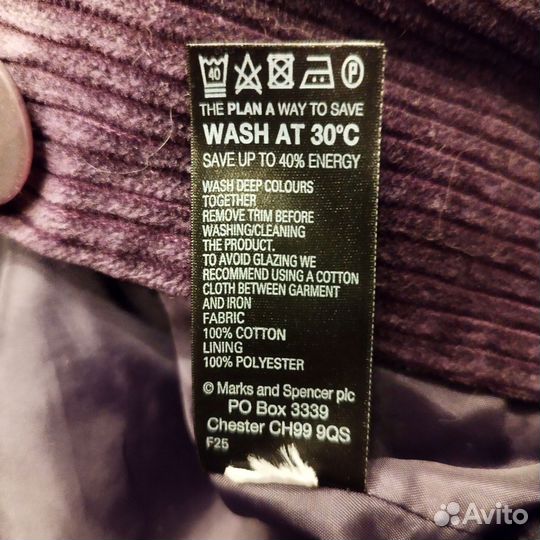 40 P
THE PLAN A WAY TO SAVE
WASH AT 30°C
SAVE UP TO 40% ENERGY
WASH DEEP COLOURS
TOGETHER
REMOVE TRIM BEFORE
WASHING/CLEANING
THE PRODUCT.
TO AVOID GLAZING WE
RECOMMEND USING A COTTON
CLOTH BETWEEN GARMENT
AND IRON
FABRIC
100% COTTON
LINING
100% POLYESTER
© Marks and Spencer plc
PO Box 3339
Chester CH99 9QS
F25
Avito